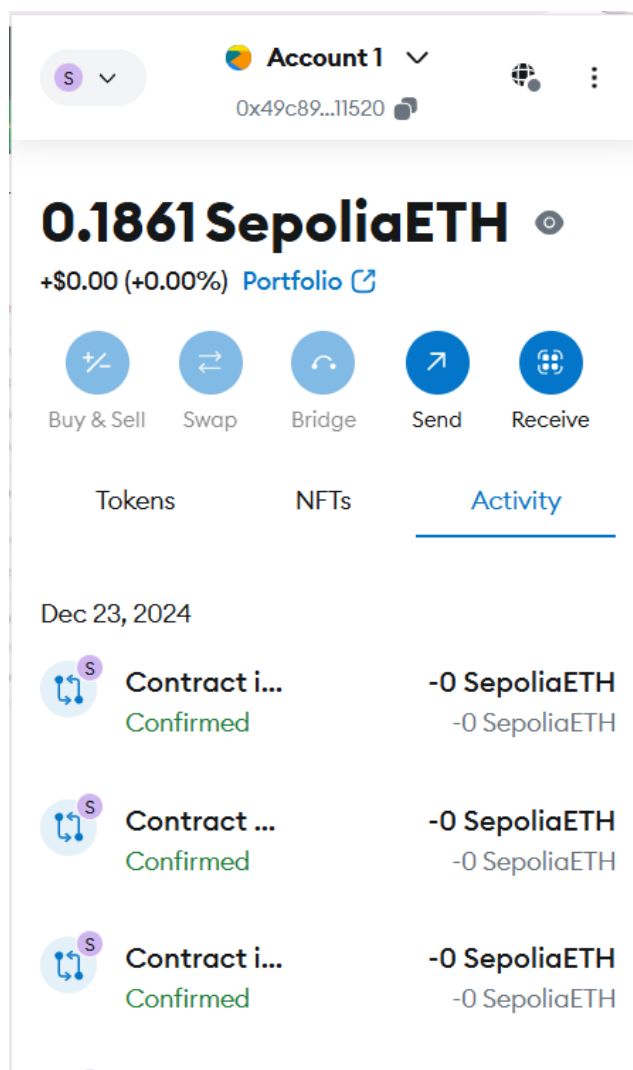 S
Account 1
0x49c89...11520
0.1861 SepoliaETH
+$0.00 (+0.00%) Portfolio
Buy & Sell Swap Bridge Send Receive
Tokens NFTs Activity
Dec 23, 2024
S
Contract i... -0 SepoliaETH
Confirmed -0 SepoliaETH
S
Contract ... -0 SepoliaETH
Confirmed -0 SepoliaETH
S
Contract i... -0 SepoliaETH
Confirmed -0 SepoliaETH